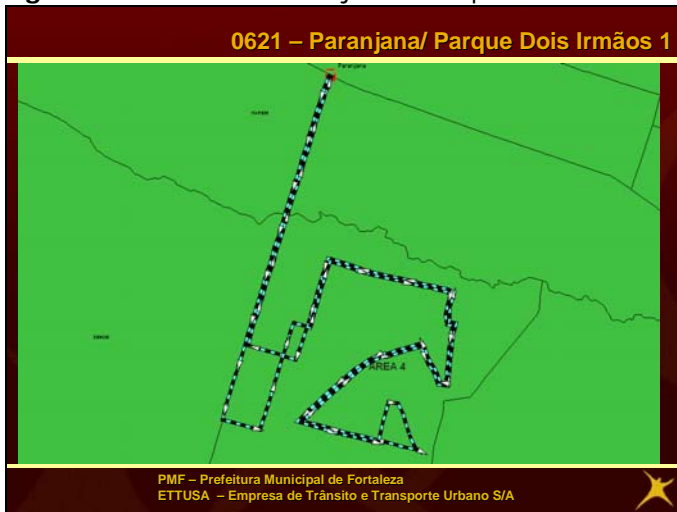 0621 – Paranjana/ Parque Dois Irmãos 1
Paranjana
ÁREA 4
PMF – Prefeitura Municipal de Fortaleza
ETTUSA – Empresa de Trânsito e Transporte Urbano S/A